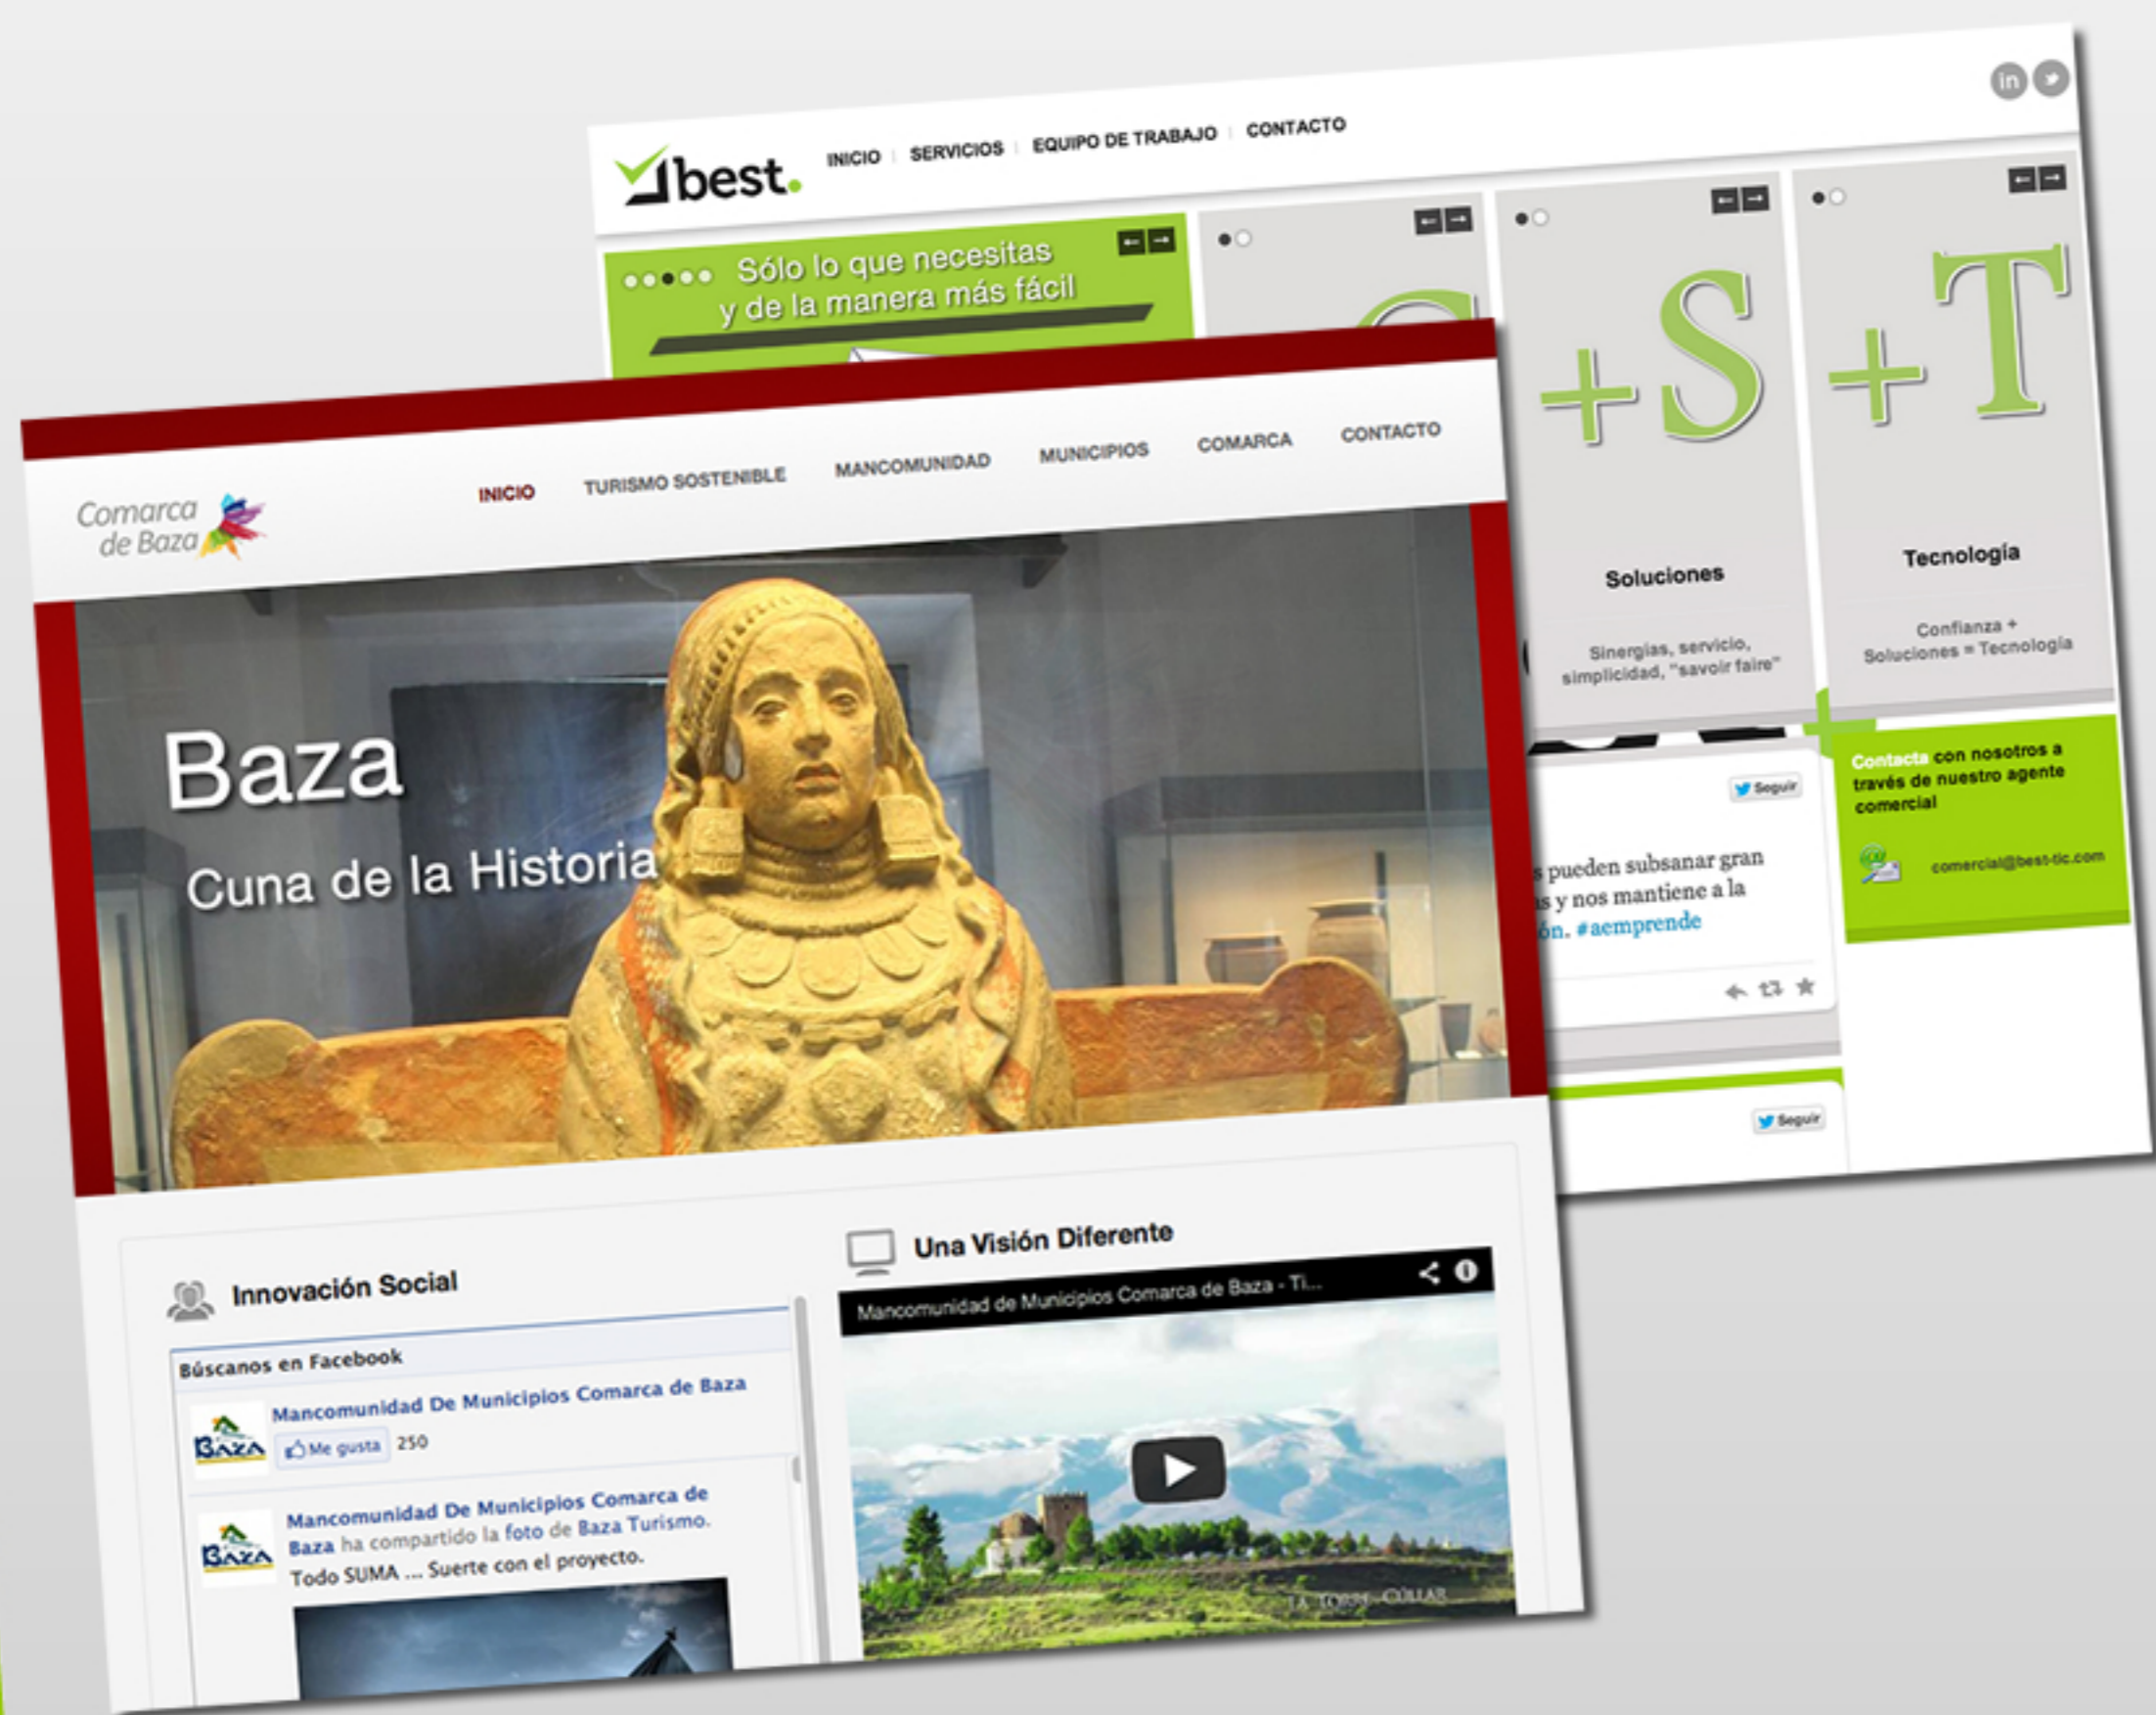 best.
INICIO
SERVICIOS
EQUIPO DE TRABAJO
CONTACTO
in
Sólo lo que necesitas
y de la manera más fácil
+S
+T
Soluciones
Sinergias, servicio,
simplicidad, "savoir faire"
Tecnología
Confianza +
Soluciones = Tecnología
Contacta con nosotros a
través de nuestro agente
comercial
comercial@best-tic.com
Seguir
s pueden subsanar gran
s y nos mantiene a la
ón. #aemprende
Seguir
Comarca
de Baza
INICIO
TURISMO SOSTENIBLE
MANCOMUNIDAD
MUNICIPIOS
COMARCA
CONTACTO
Baza
Cuna de la Historia
Innovación Social
Búscanos en Facebook
BAZA
Mancomunidad De Municipios Comarca de Baza
Me gusta 250
BAZA
Mancomunidad De Municipios Comarca de
Baza ha compartido la foto de Baza Turismo.
Todo SUMA ... Suerte con el proyecto.
Una Visión Diferente
Mancomunidad de Municipios Comarca de Baza - Ti...
LA TORRE - CÚLLAR